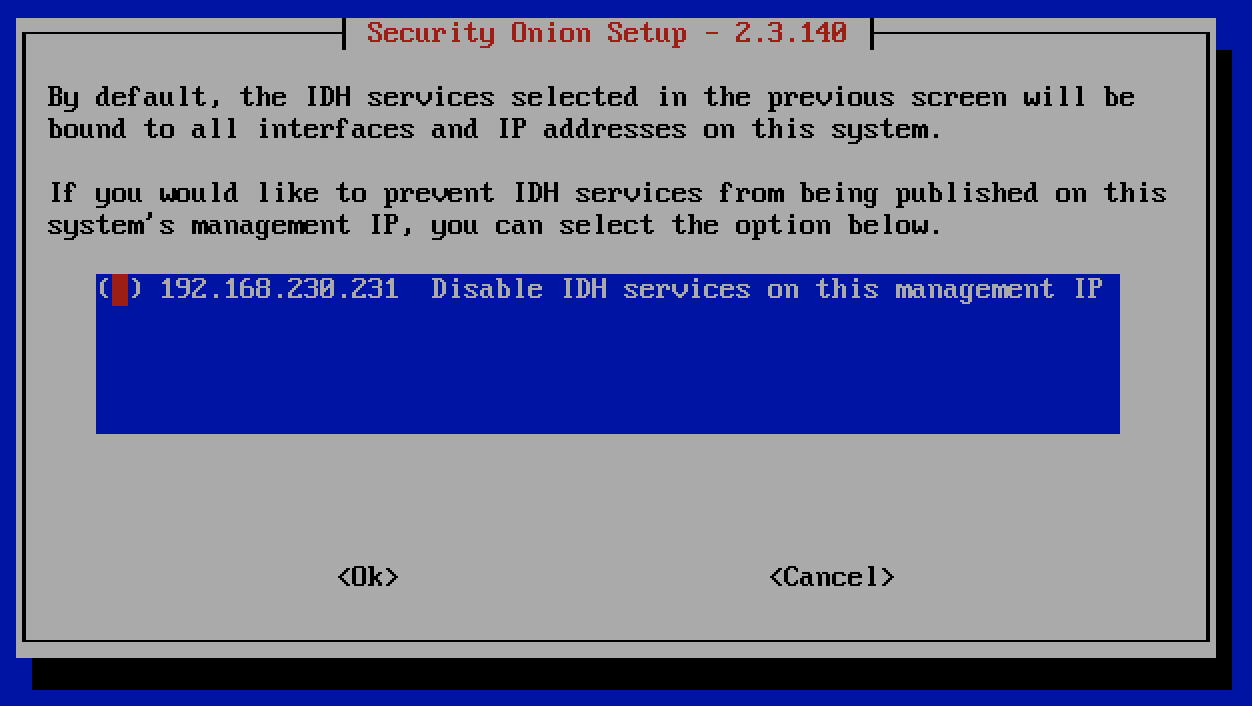 Security Onion Setup - 2.3.140
By default, the IDH services selected in the previous screen will be
bound to all interfaces and IP addresses on this system.
If you would like to prevent IDH services from being published on this
system's management IP, you can select the option below.
( ) 192.168.230.231  Disable IDH services on this management IP
<Ok> <Cancel>